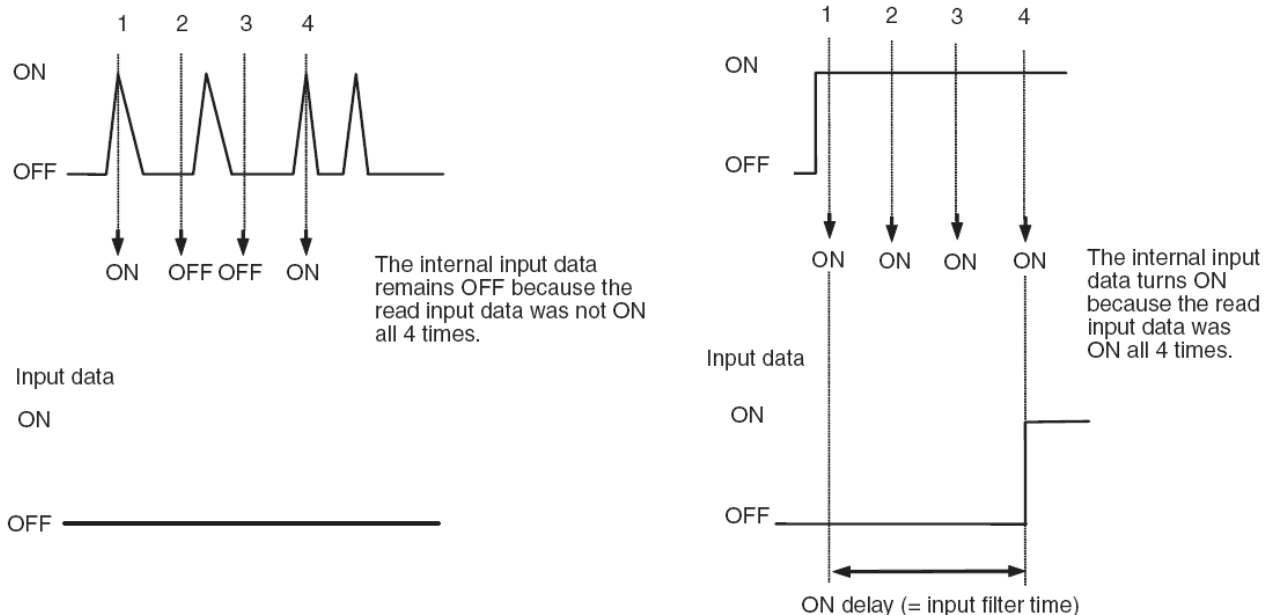 1 2 3 4
ON
OFF
ON OFF OFF ON
The internal input data
remains OFF because the
read input data was not ON
all 4 times.
Input data
ON
OFF
1 2 3 4
ON
OFF
ON ON ON ON
The internal input
data turns ON
because the read
input data was
ON all 4 times.
Input data
ON
OFF
ON delay (= input filter time)